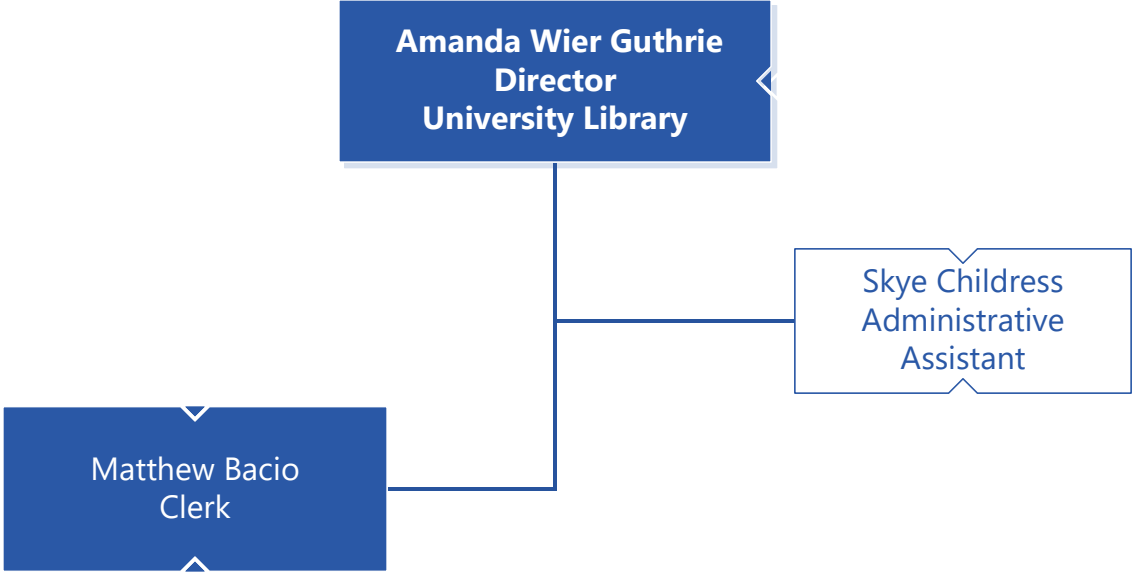 Amanda Wier Guthrie
Director
University Library
Skye Childress
Administrative
Assistant
Matthew Bacio
Clerk